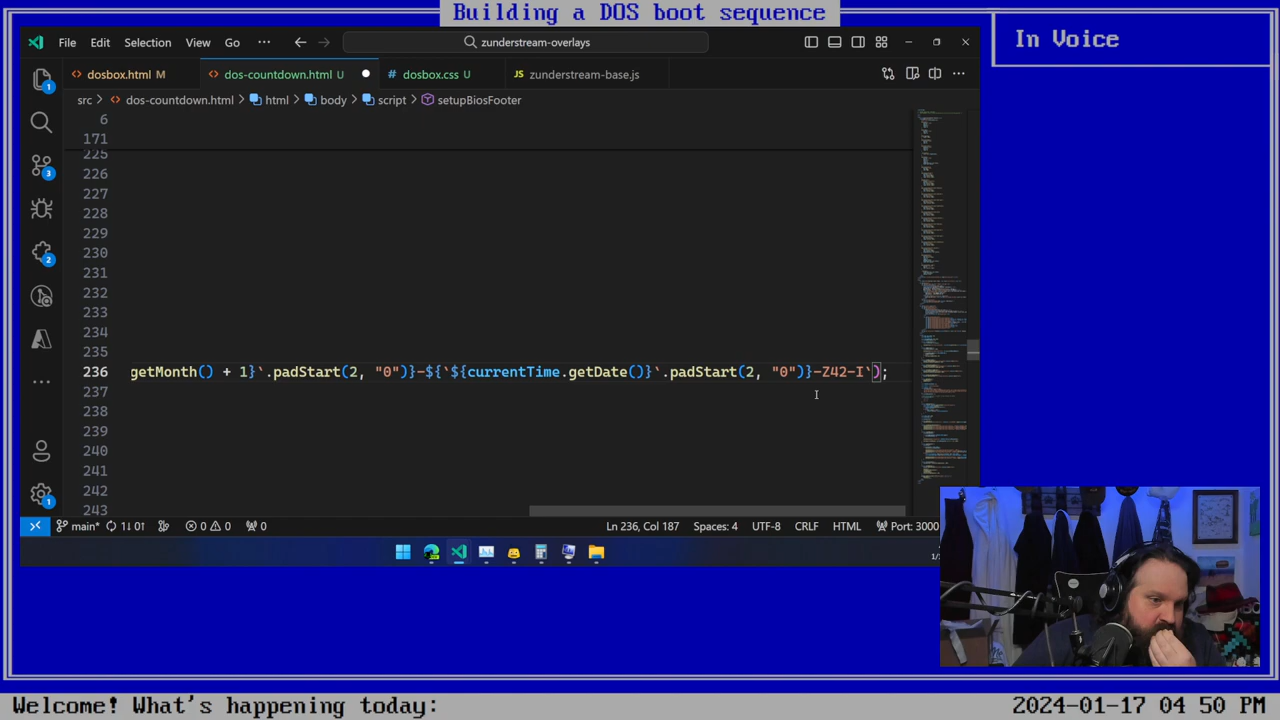 Building a DOS boot sequence
File Edit Selection View Go ··· zunderstream-overlays
dosbox.html M dos-countdown.html U dosbox.css U JS zunderstream-base.js
src > dos-countdown.html > html > body > script > setupBiosFooter
6
171
225
226
227
228
229
230
231
232
233
234
235
236 getMonth() + 1}`.padStart(2, "0")}-${`${currentTime.getDate()}`.padStart(2, "0")}-Z42-I`);
237
238
239
240
241
242
243
main* 1↓ 0↑ 0 0 0 Ln 236, Col 187 Spaces: 4 UTF-8 CRLF HTML Port: 3000
In Voice
Welcome! What's happening today:
2024-01-17 04 50 PM